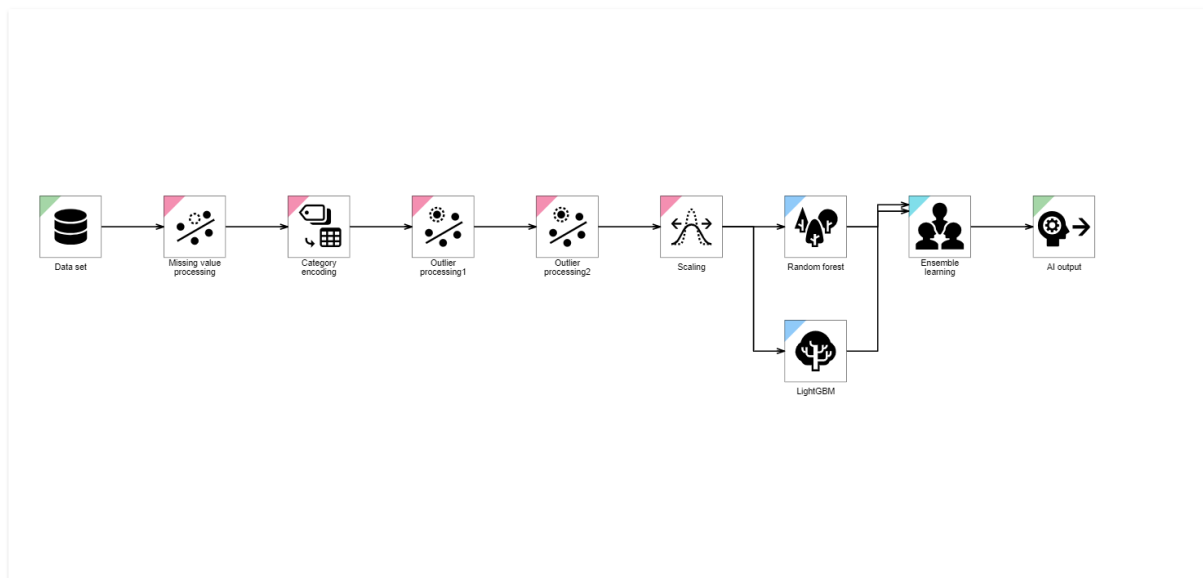 Data set
Missing value
processing
Category
encoding
Outlier
processing1
Outlier
processing2
Scaling
Random forest
Ensemble
learning
AI output
LightGBM